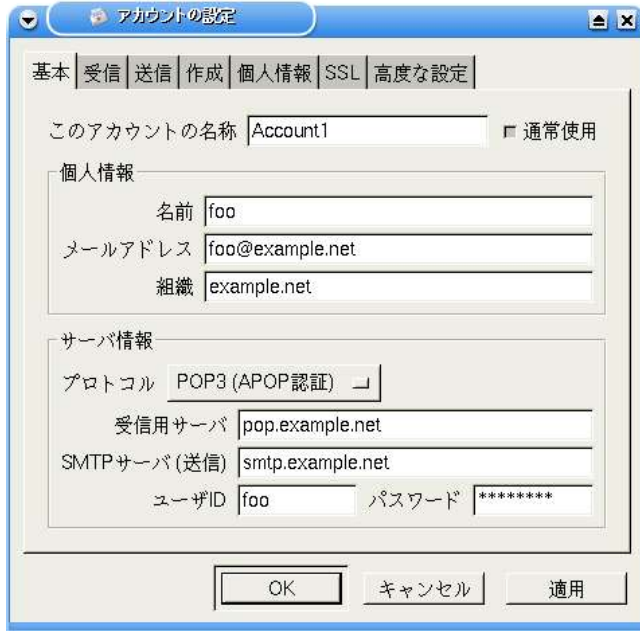 アカウントの設定
基本 受信 送信 作成 個人情報 SSL 高度な設定
このアカウントの名称 Account1 通常使用
個人情報
名前 foo
メールアドレス foo@example.net
組織 example.net
サーバ情報
プロトコル POP3 (APOP認証)
受信用サーバ pop.example.net
SMTPサーバ(送信) smtp.example.net
ユーザID foo パスワード ********
OK キャンセル 適用